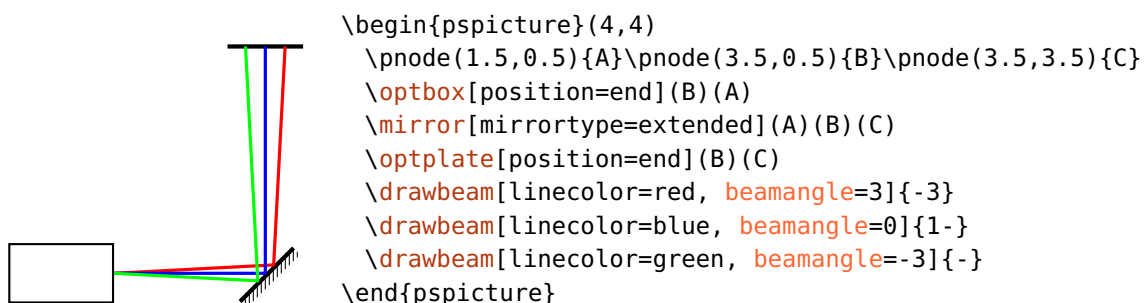 \begin{pspicture}(4,4)
\pnode(1.5,0.5){A}\pnode(3.5,0.5){B}\pnode(3.5,3.5){C}
\optbox[position=end](B)(A)
\mirror[mirrortype=extended](A)(B)(C)
\optplate[position=end](B)(C)
\drawbeam[linecolor=red, beamangle=3]{-3}
\drawbeam[linecolor=blue, beamangle=0]{1-}
\drawbeam[linecolor=green, beamangle=-3]{-}
\end{pspicture}